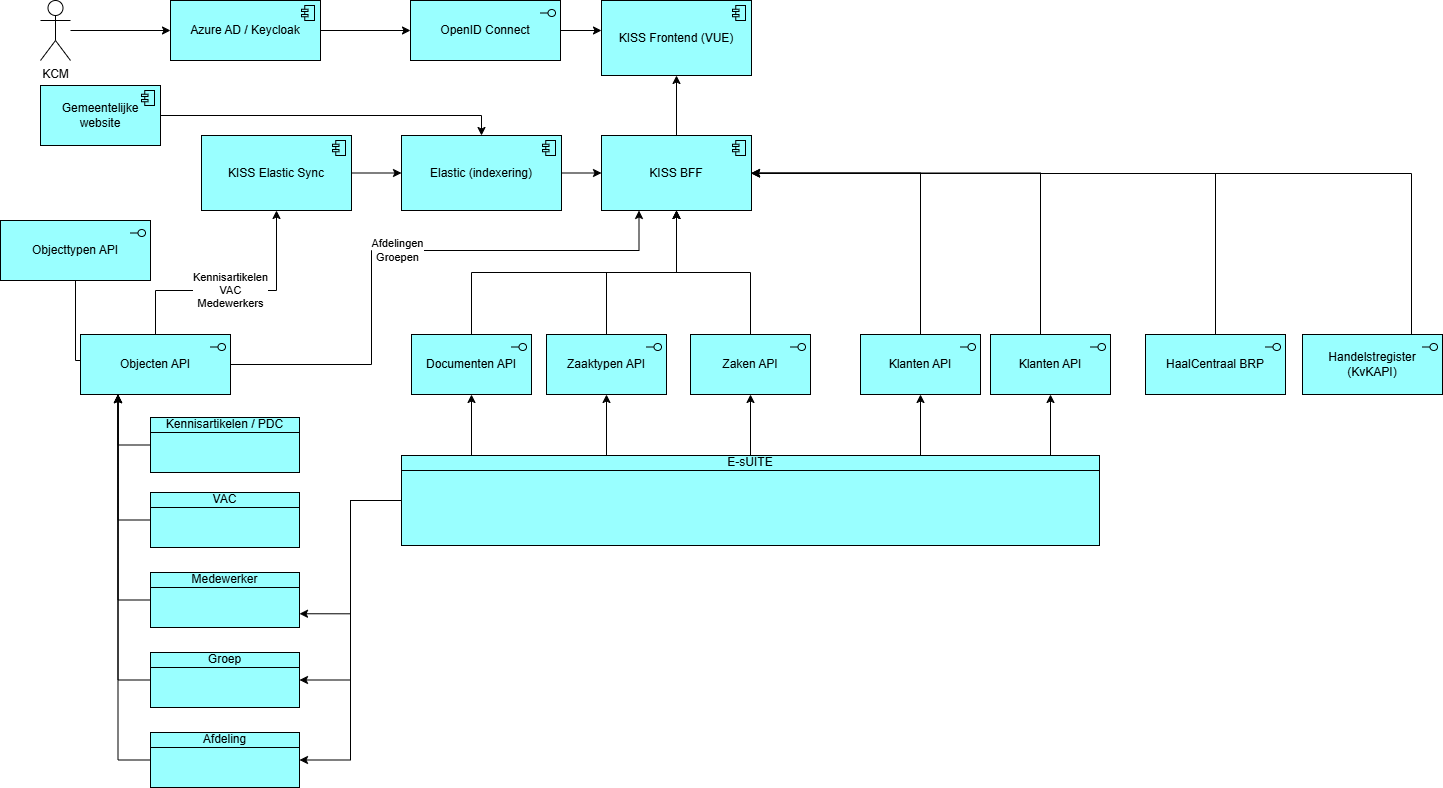 Azure AD / Keycloak
OpenID Connect
KISS Frontend (VUE)
KCM
Gemeentelijke
website
KISS Elastic Sync
Elastic (indexering)
KISS BFF
Objecttypen API
Afdelingen
Groepen
Kennisartikelen
VAC
Medewerkers
Objecten API
Documenten API
Zaaktypen API
Zaken API
Klanten API
Klanten API
HaalCentraal BRP
Handelstregister
(KvKAPI)
Kennisartikelen / PDC
E-sUITE
VAC
Medewerker
Groep
Afdeling